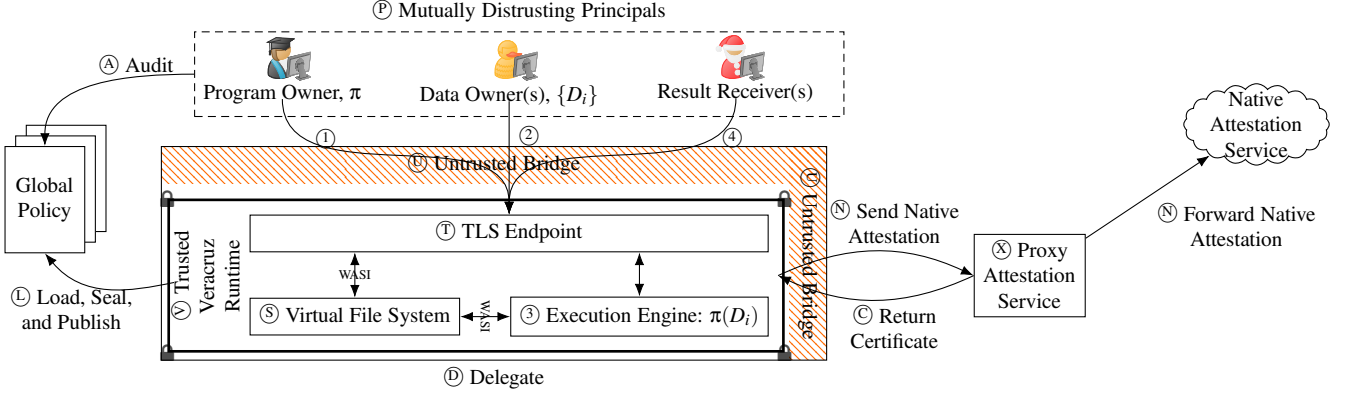 Ⓟ Mutually Distrusting Principals
Ⓐ Audit
Program Owner, π
Data Owner(s), {Dᵢ}
Result Receiver(s)
①
②
④
Global
Policy
Ⓤ Untrusted Bridge
Ⓤ Untrusted Bridge
Ⓥ Trusted
Veracruz
Runtime
Ⓣ TLS Endpoint
WASI
Ⓢ Virtual File System
WASI
③ Execution Engine: π(Dᵢ)
Ⓛ Load, Seal,
and Publish
Ⓓ Delegate
Ⓝ Send Native
Attestation
Ⓒ Return
Certificate
Ⓧ Proxy
Attestation
Service
Native
Attestation
Service
Ⓝ Forward Native
Attestation